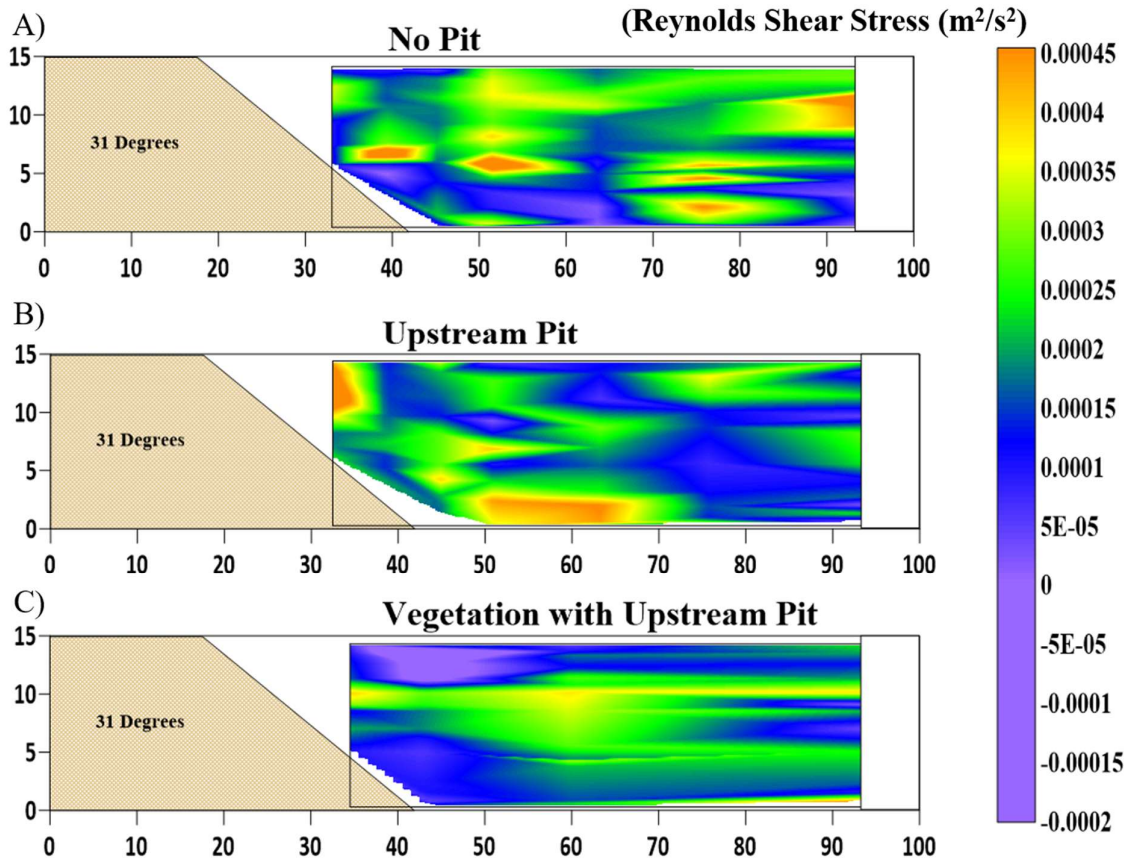 A)
No Pit
(Reynolds Shear Stress (m²/s²)
15
10
5
0
31 Degrees
0 10 20 30 40 50 60 70 80 90 100
B)
Upstream Pit
15
10
5
0
31 Degrees
0 10 20 30 40 50 60 70 80 90 100
C)
Vegetation with Upstream Pit
15
10
5
0
31 Degrees
0 10 20 30 40 50 60 70 80 90 100
0.00045
0.0004
0.00035
0.0003
0.00025
0.0002
0.00015
0.0001
5E-05
0
-5E-05
-0.0001
-0.00015
-0.0002